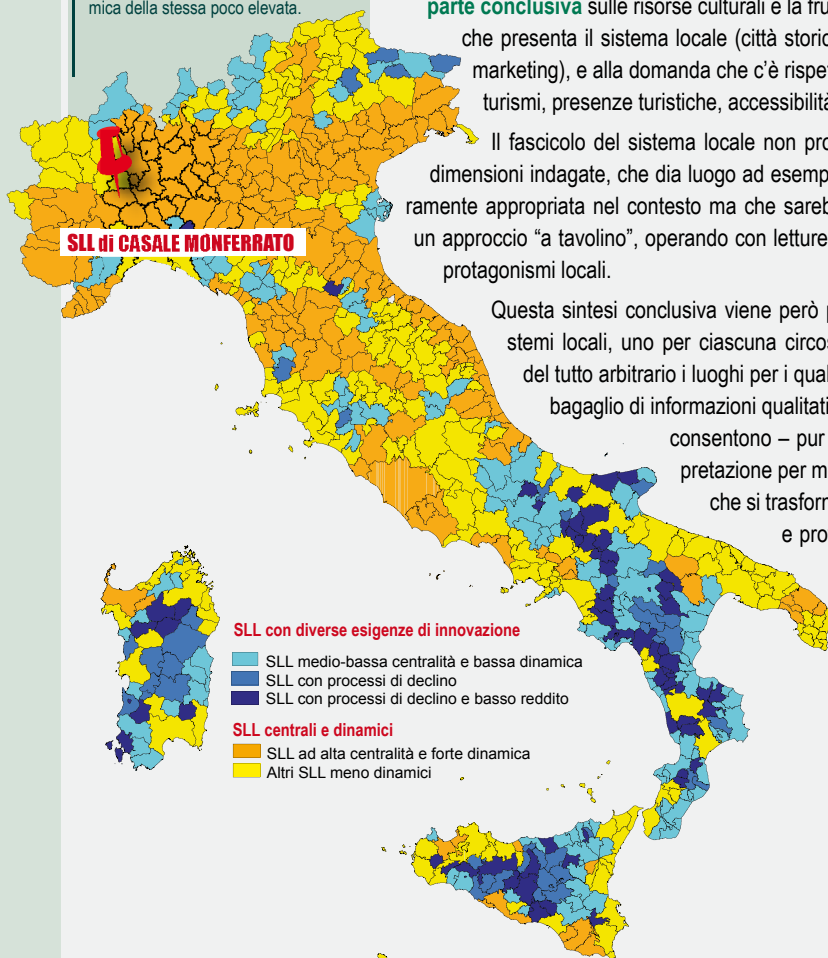 mica della stessa poco elevata.
parte conclusiva sulle risorse culturali e la fru
che presenta il sistema locale (città storic
marketing), e alla domanda che c'è rispe
turismi, presenze turistiche, accessibilità
Il fascicolo del sistema locale non pro
dimensioni indagate, che dia luogo ad esemp
ramente appropriata nel contesto ma che sareb
un approccio “a tavolino”, operando con letture
protagonismi locali.
Questa sintesi conclusiva viene però p
stemi locali, uno per ciascuna circos
del tutto arbitrario i luoghi per i qual
bagaglio di informazioni qualitati
consentono – pur
pretazione per m
che si trasforn
e pro
SLL di CASALE MONFERRATO
SLL con diverse esigenze di innovazione
SLL medio-bassa centralità e bassa dinamica
SLL con processi di declino
SLL con processi di declino e basso reddito
SLL centrali e dinamici
SLL ad alta centralità e forte dinamica
Altri SLL meno dinamici